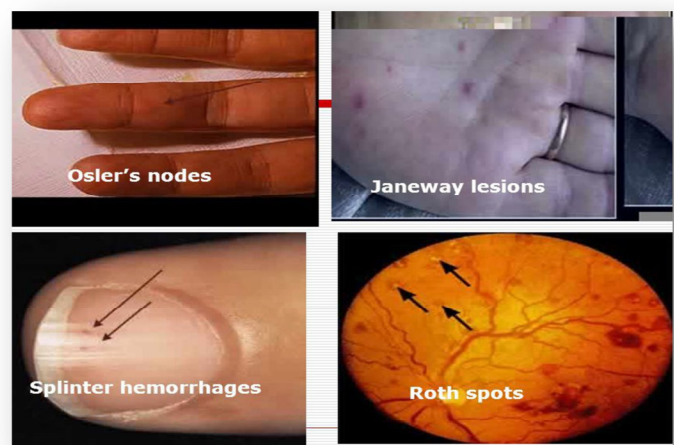 Osler's nodes
Janeway lesions
Splinter hemorrhages
Roth spots